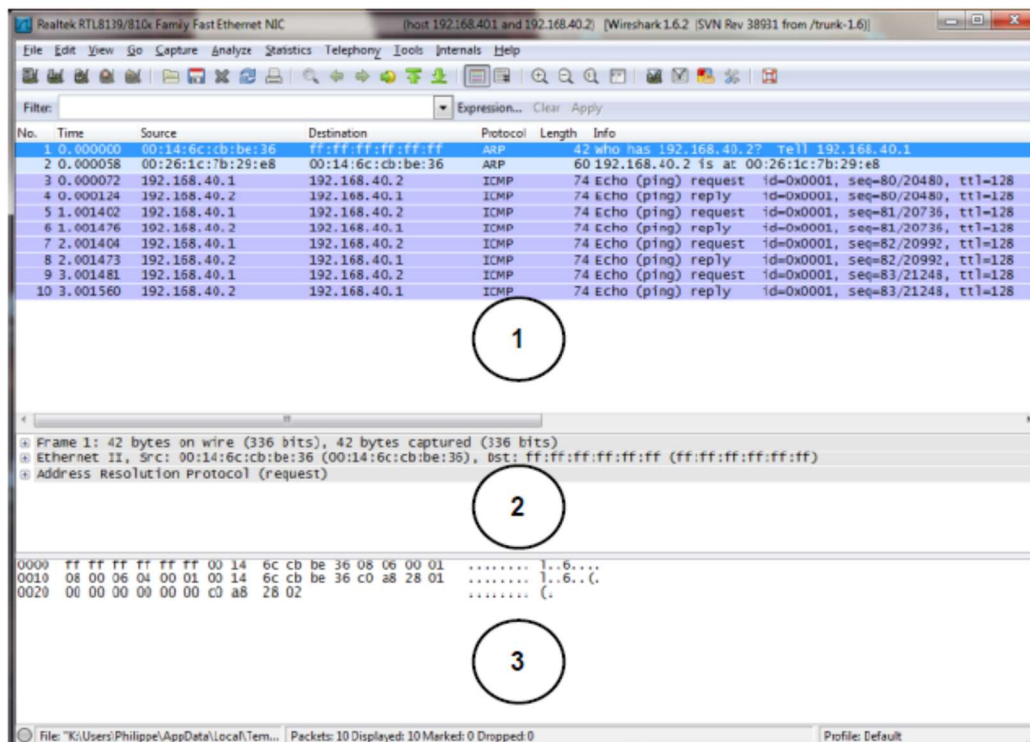 Realtek RTL8139/810x Family Fast Ethernet NIC (host 192.168.40.1 and 192.168.40.2) [Wireshark 1.6.2 (SVN Rev 38931 from /trunk-1.6)]
File Edit View Go Capture Analyze Statistics Telephony Tools Internals Help
Filter: Expression... Clear Apply
No. Time Source Destination Protocol Length Info
1 0.000000 00:14:6c:cb:be:36 ff:ff:ff:ff:ff:ff ARP 42 who has 192.168.40.2? Tell 192.168.40.1
2 0.000058 00:26:1c:7b:29:e8 00:14:6c:cb:be:36 ARP 60 192.168.40.2 is at 00:26:1c:7b:29:e8
3 0.000072 192.168.40.1 192.168.40.2 ICMP 74 Echo (ping) request id=0x0001, seq=80/20480, ttl=128
4 0.000124 192.168.40.2 192.168.40.1 ICMP 74 Echo (ping) reply id=0x0001, seq=80/20480, ttl=128
5 1.001402 192.168.40.1 192.168.40.2 ICMP 74 Echo (ping) request id=0x0001, seq=81/20736, ttl=128
6 1.001476 192.168.40.2 192.168.40.1 ICMP 74 Echo (ping) reply id=0x0001, seq=81/20736, ttl=128
7 2.001404 192.168.40.1 192.168.40.2 ICMP 74 Echo (ping) request id=0x0001, seq=82/20992, ttl=128
8 2.001473 192.168.40.2 192.168.40.1 ICMP 74 Echo (ping) reply id=0x0001, seq=82/20992, ttl=128
9 3.001481 192.168.40.1 192.168.40.2 ICMP 74 Echo (ping) request id=0x0001, seq=83/21248, ttl=128
10 3.001560 192.168.40.2 192.168.40.1 ICMP 74 Echo (ping) reply id=0x0001, seq=83/21248, ttl=128
1
Frame 1: 42 bytes on wire (336 bits), 42 bytes captured (336 bits)
Ethernet II, Src: 00:14:6c:cb:be:36 (00:14:6c:cb:be:36), Dst: ff:ff:ff:ff:ff:ff (ff:ff:ff:ff:ff:ff)
Address Resolution Protocol (request)
2
0000 ff ff ff ff ff ff 00 14 6c cb be 36 08 06 00 01 ........ l..6....
0010 08 00 06 04 00 01 00 14 6c cb be 36 c0 a8 28 01 ........ l..6..(.
0020 00 00 00 00 00 00 c0 a8 28 02 ........ (.
3
File: "K:\Users\Philippe\AppData\Local\Tem... Packets: 10 Displayed: 10 Marked: 0 Dropped: 0 Profile: Default